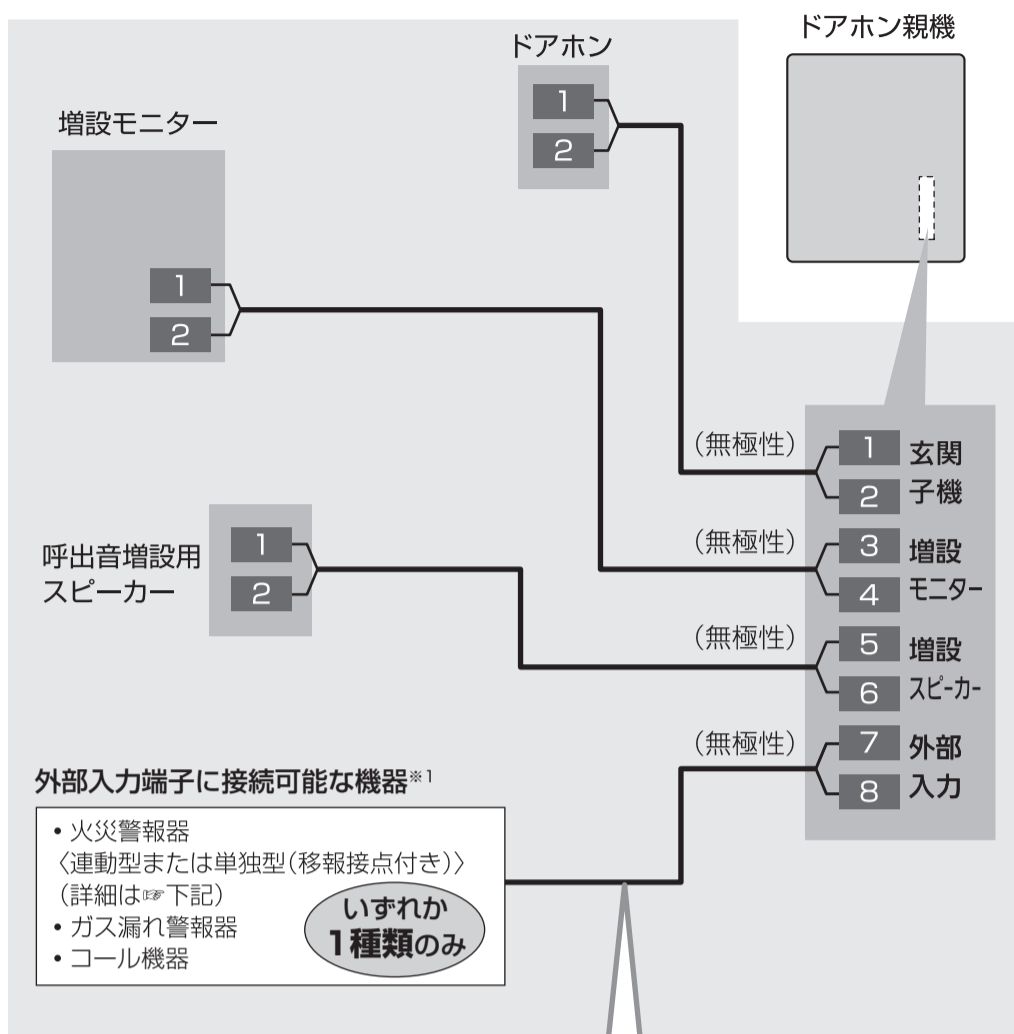 ドアホン親機
ドアホン
1
2
増設モニター
1
2
(無極性)
1
2
玄関
子機
(無極性)
3
4
増設
モニター
呼出音増設用
スピーカー
1
2
(無極性)
5
6
増設
スピーカー
(無極性)
7
8
外部
入力
外部入力端子に接続可能な機器※1
• 火災警報器
〈連動型または単独型(移報接点付き)〉
(詳細は☞下記)
• ガス漏れ警報器
• コール機器
いずれか
1種類のみ